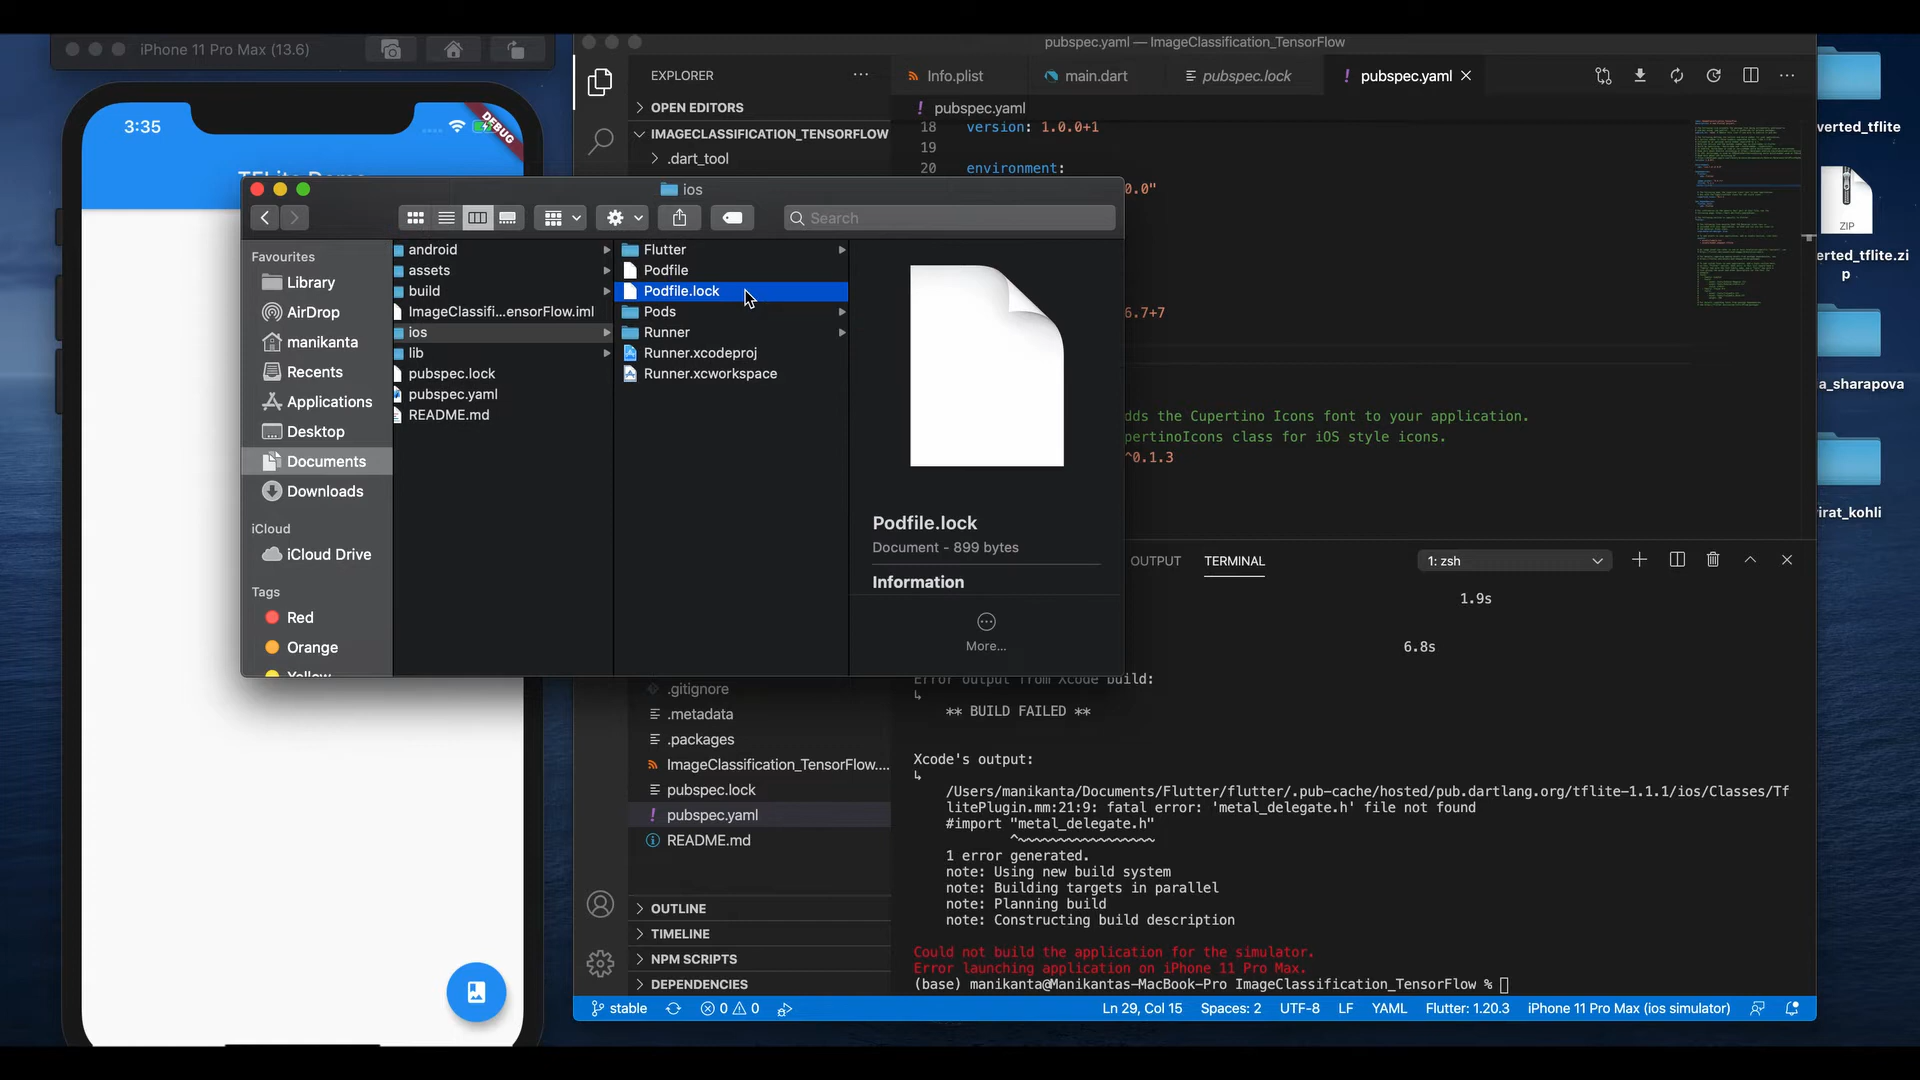 iPhone 11 Pro Max (13.6)
3:35
DEBUG
pubspec.yaml — ImageClassification_TensorFlow
EXPLORER
Info.plist
main.dart
pubspec.lock
pubspec.yaml
OPEN EDITORS
IMAGECLASSIFICATION_TENSORFLOW
.dart_tool
pubspec.yaml
18 version: 1.0.0+1
19
20 environment:
0.0"
6.7+7
dds the Cupertino Icons font to your application.
pertinoIcons class for iOS style icons.
^0.1.3
ios
Search
Favourites
Library
AirDrop
manikanta
Recents
Applications
Desktop
Documents
Downloads
iCloud
iCloud Drive
Tags
Red
Orange
Yellow
android
assets
build
ImageClassifi...ensorFlow.iml
ios
lib
pubspec.lock
pubspec.yaml
README.md
Flutter
Podfile
Podfile.lock
Pods
Runner
Runner.xcodeproj
Runner.xcworkspace
Podfile.lock
Document - 899 bytes
Information
More...
OUTPUT
TERMINAL
1: zsh
1.9s
6.8s
Error output from Xcode build:
↳
** BUILD FAILED **
Xcode's output:
↳
/Users/manikanta/Documents/Flutter/flutter/.pub-cache/hosted/pub.dartlang.org/tflite-1.1.1/ios/Classes/Tf
litePlugin.mm:21:9: fatal error: 'metal_delegate.h' file not found
#import "metal_delegate.h"
^~~~~~~~~~~~~~~~~~
1 error generated.
note: Using new build system
note: Building targets in parallel
note: Planning build
note: Constructing build description
Could not build the application for the simulator.
Error launching application on iPhone 11 Pro Max.
(base) manikanta@Manikantas-MacBook-Pro ImageClassification_TensorFlow %
.gitignore
.metadata
.packages
ImageClassification_TensorFlow....
pubspec.lock
pubspec.yaml
README.md
OUTLINE
TIMELINE
NPM SCRIPTS
DEPENDENCIES
stable
0
0
Ln 29, Col 15
Spaces: 2
UTF-8
LF
YAML
Flutter: 1.20.3
iPhone 11 Pro Max (ios simulator)
verted_tflite
ZIP
erted_tflite.zi
p
a_sharapova
irat_kohli